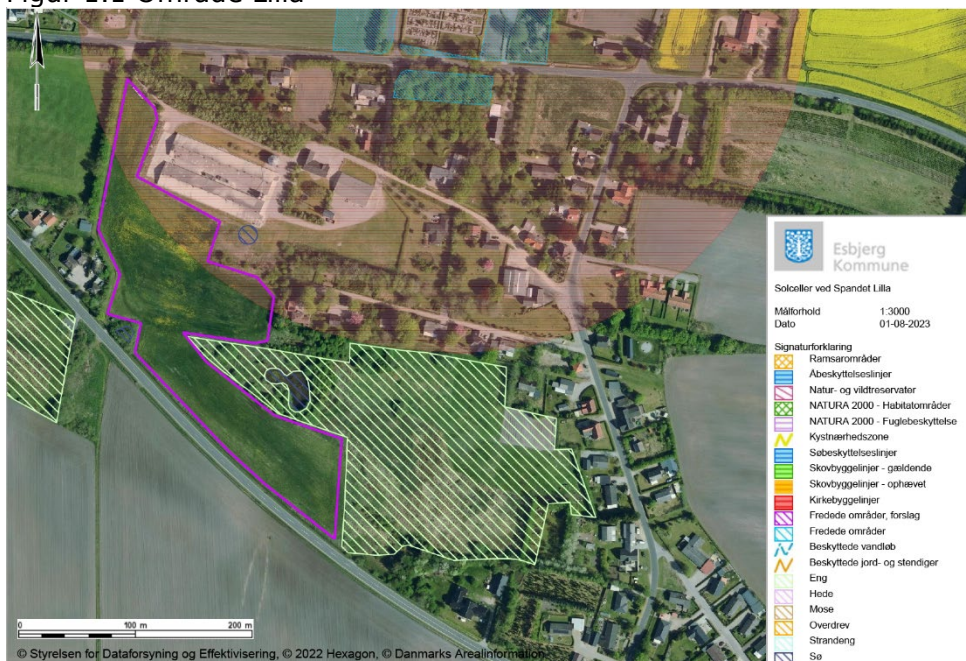 Figur 1.1 Område Lilla
Esbjerg
Kommune
Solceller ved Spandet Lilla
Målforhold 1:3000
Dato 01-08-2023
Signaturforklaring
Ramsarområder
Åbeskyttelseslinjer
Natur- og vildtreservater
NATURA 2000 - Habitatområder
NATURA 2000 - Fuglebeskyttelse
Kystnærhedszone
Søbeskyttelseslinjer
Skovbyggelinjer - gældende
Skovbyggelinjer - ophævet
Kirkebyggelinjer
Fredede områder, forslag
Fredede områder
Beskyttede vandløb
Beskyttede jord- og stendiger
Eng
Hede
Mose
Overdrev
Strandeng
Sø
0 100 m 200 m
© Styrelsen for Dataforsyning og Effektivisering, © 2022 Hexagon, © Danmarks Arealinformation